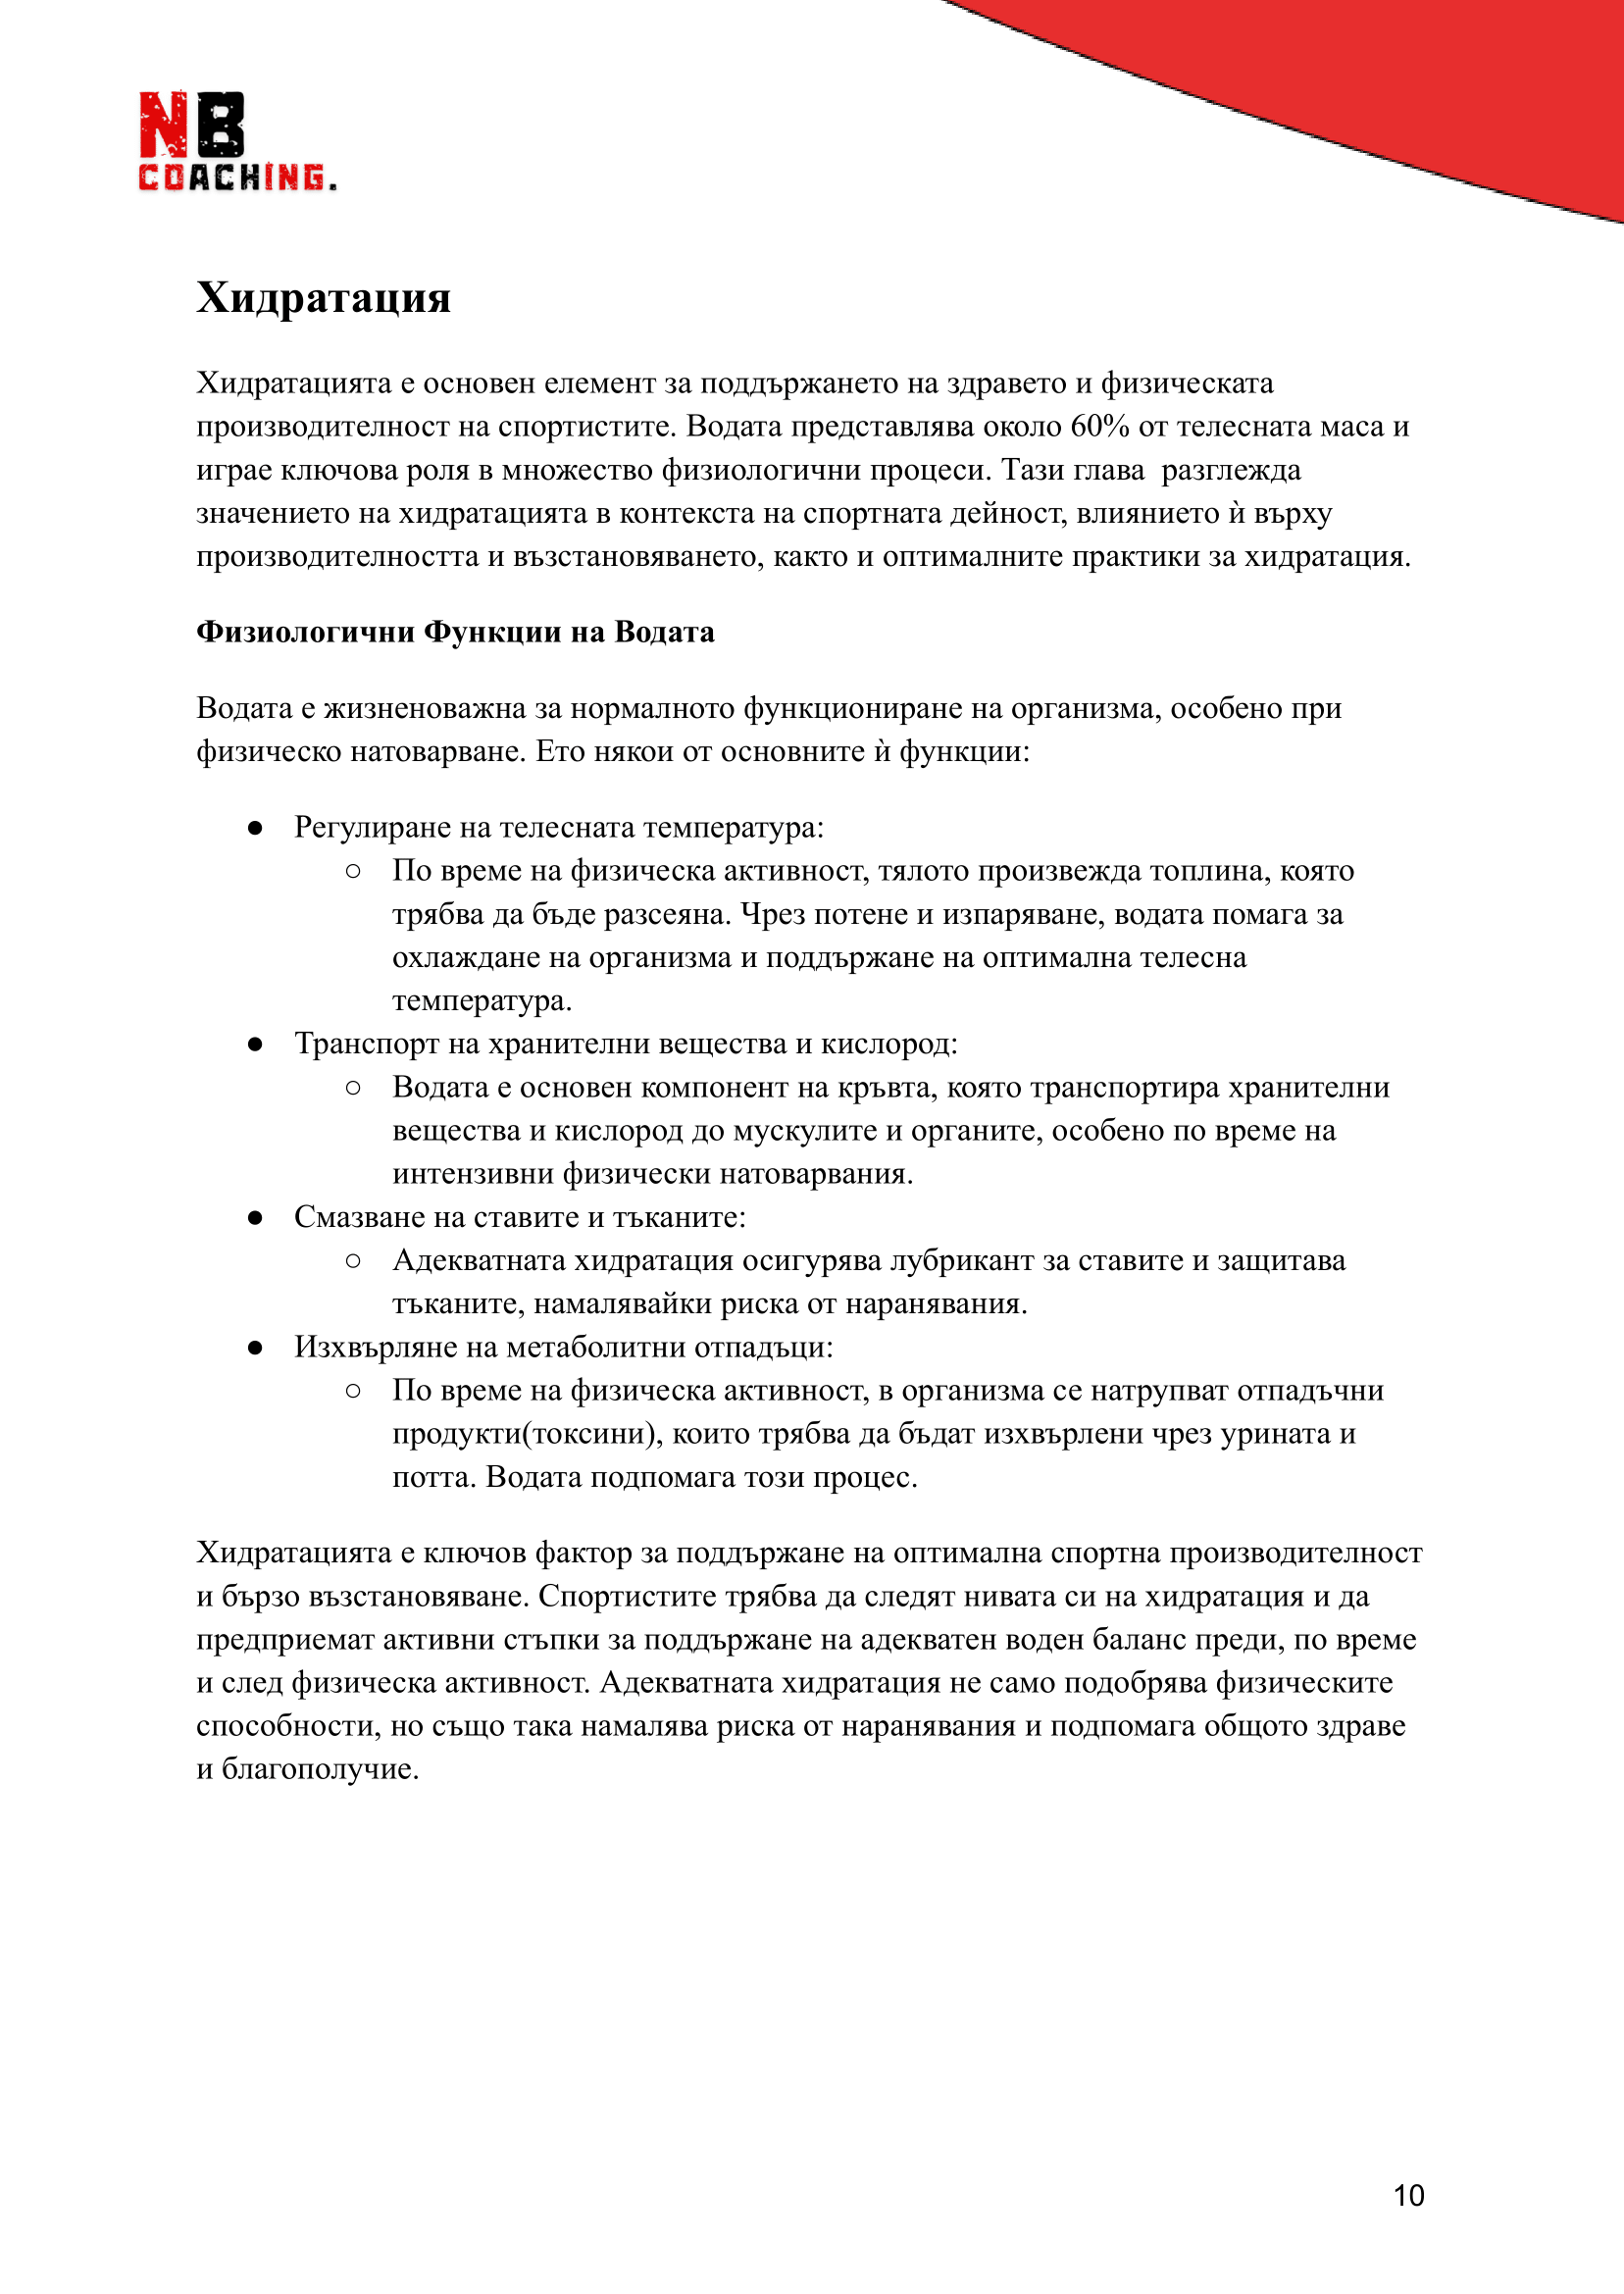 NB
COACHING.
Хидратация
Хидратацията е основен елемент за поддържането на здравето и физическата
производителност на спортистите. Водата представлява около 60% от телесната маса и
играе ключова роля в множество физиологични процеси. Тази глава  разглежда
значението на хидратацията в контекста на спортната дейност, влиянието ѝ върху
производителността и възстановяването, както и оптималните практики за хидратация.
Физиологични Функции на Водата
Водата е жизненоважна за нормалното функциониране на организма, особено при
физическо натоварване. Ето някои от основните ѝ функции:
● Регулиране на телесната температура:
○ По време на физическа активност, тялото произвежда топлина, която
трябва да бъде разсеяна. Чрез потене и изпаряване, водата помага за
охлаждане на организма и поддържане на оптимална телесна
температура.
● Транспорт на хранителни вещества и кислород:
○ Водата е основен компонент на кръвта, която транспортира хранителни
вещества и кислород до мускулите и органите, особено по време на
интензивни физически натоварвания.
● Смазване на ставите и тъканите:
○ Адекватната хидратация осигурява лубрикант за ставите и защитава
тъканите, намалявайки риска от наранявания.
● Изхвърляне на метаболитни отпадъци:
○ По време на физическа активност, в организма се натрупват отпадъчни
продукти(токсини), които трябва да бъдат изхвърлени чрез урината и
потта. Водата подпомага този процес.
Хидратацията е ключов фактор за поддържане на оптимална спортна производителност
и бързо възстановяване. Спортистите трябва да следят нивата си на хидратация и да
предприемат активни стъпки за поддържане на адекватен воден баланс преди, по време
и след физическа активност. Адекватната хидратация не само подобрява физическите
способности, но също така намалява риска от наранявания и подпомага общото здраве
и благополучие.
10